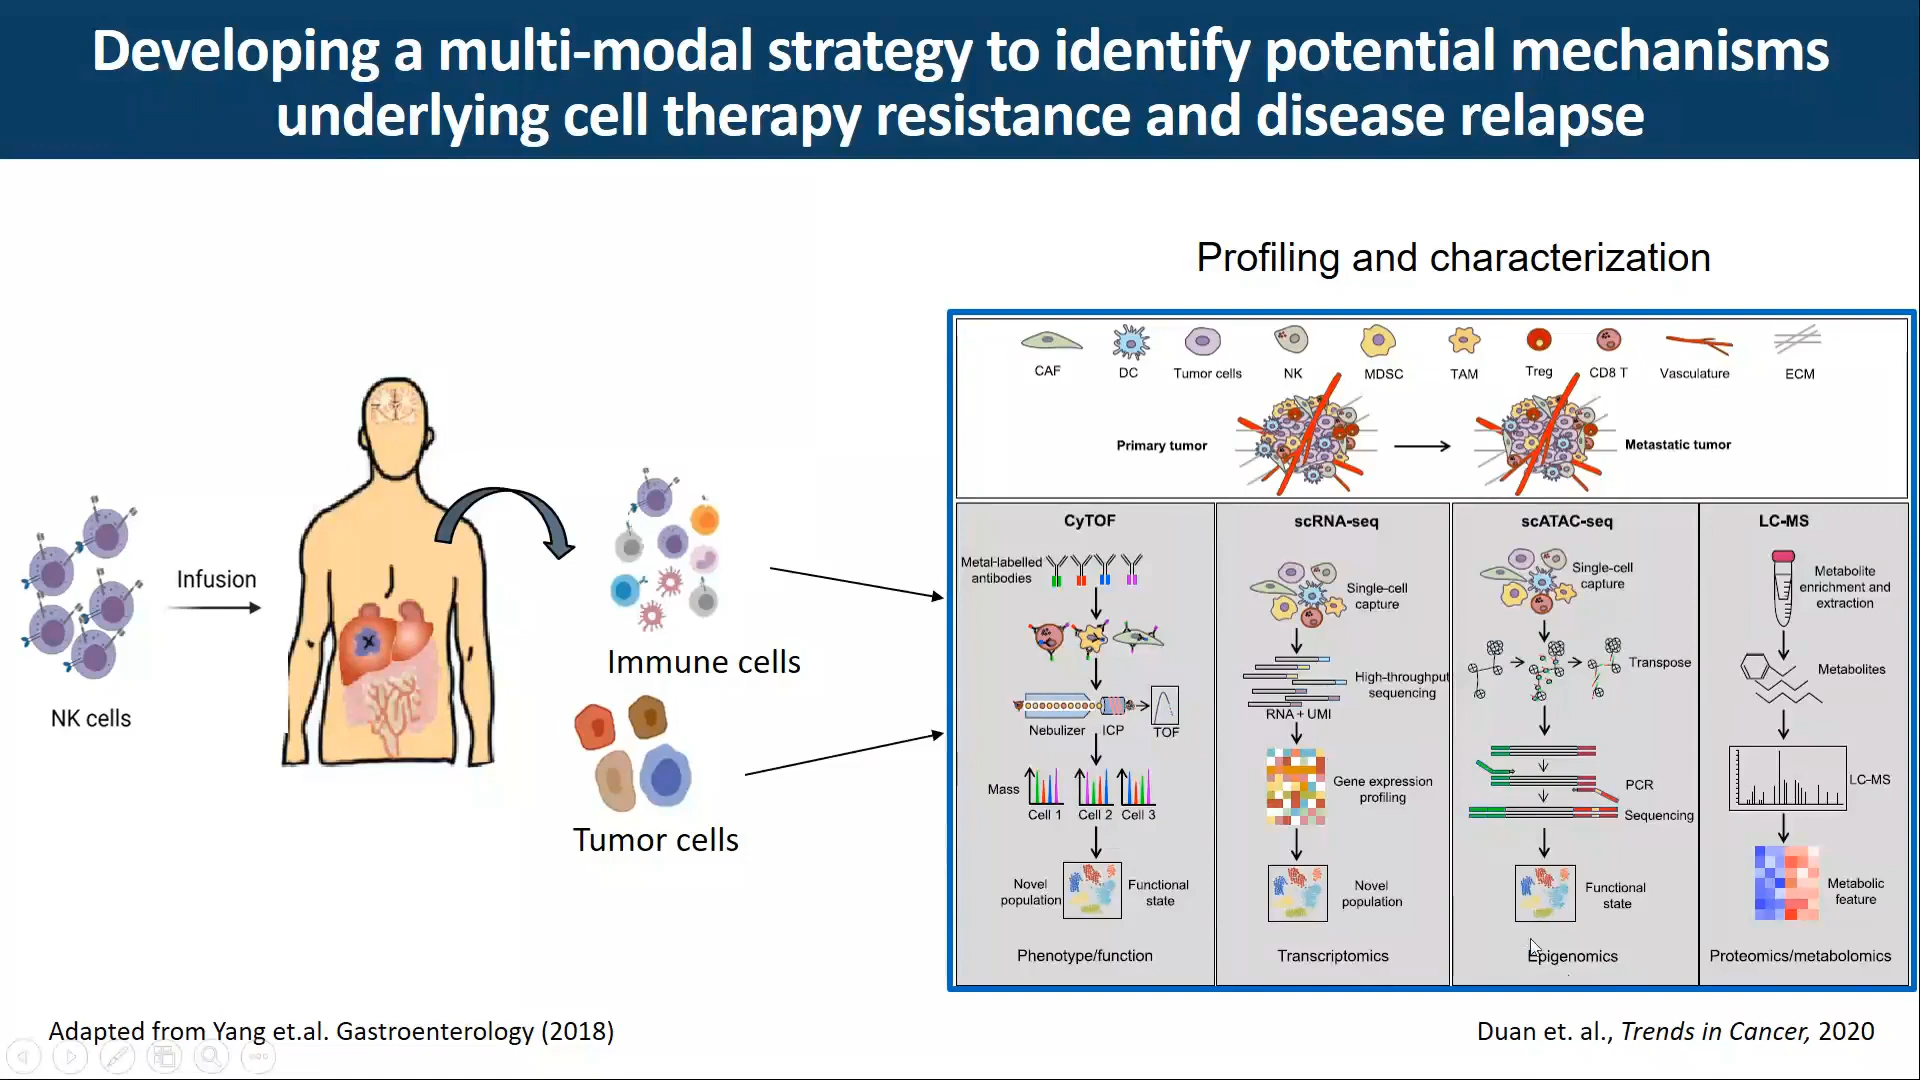 Developing a multi-modal strategy to identify potential mechanisms
underlying cell therapy resistance and disease relapse
Profiling and characterization
Infusion
NK cells
Immune cells
Tumor cells
CAF
DC
Tumor cells
NK
MDSC
TAM
Treg
CD8 T
Vasculature
ECM
Primary tumor
Metastatic tumor
CyTOF
Metal-labelled
antibodies
Nebulizer
ICP
TOF
Mass
Cell 1
Cell 2
Cell 3
Novel
population
Functional
state
Phenotype/function
scRNA-seq
Single-cell
capture
High-throughput
sequencing
RNA + UMI
Gene expression
profiling
Novel
population
Transcriptomics
scATAC-seq
Single-cell
capture
Transpose
PCR
Sequencing
Functional
state
Epigenomics
LC-MS
Metabolite
enrichment and
extraction
Metabolites
LC-MS
Metabolic
feature
Proteomics/metabolomics
Adapted from Yang et.al. Gastroenterology (2018)
Duan et. al., Trends in Cancer, 2020